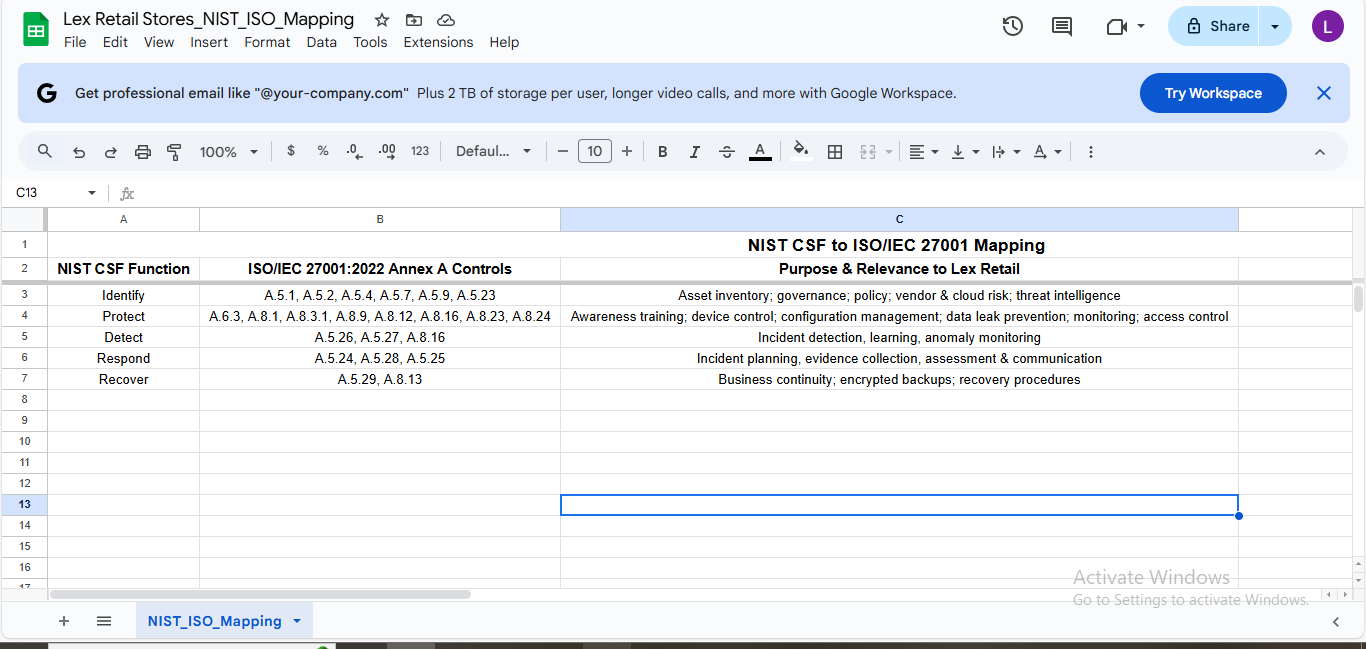 Lex Retail Stores_NIST_ISO_Mapping
File Edit View Insert Format Data Tools Extensions Help
Share
L
G Get professional email like "@your-company.com" Plus 2 TB of storage per user, longer video calls, and more with Google Workspace.
Try Workspace
100% $ % .0 .00 123 Defaul... 10 B I S A
C13 fx
A B C
1 NIST CSF to ISO/IEC 27001 Mapping
2 NIST CSF Function ISO/IEC 27001:2022 Annex A Controls Purpose & Relevance to Lex Retail
3 Identify A.5.1, A.5.2, A.5.4, A.5.7, A.5.9, A.5.23 Asset inventory; governance; policy; vendor & cloud risk; threat intelligence
4 Protect A.6.3, A.8.1, A.8.3.1, A.8.9, A.8.12, A.8.16, A.8.23, A.8.24 Awareness training; device control; configuration management; data leak prevention; monitoring; access control
5 Detect A.5.26, A.5.27, A.8.16 Incident detection, learning, anomaly monitoring
6 Respond A.5.24, A.5.28, A.5.25 Incident planning, evidence collection, assessment & communication
7 Recover A.5.29, A.8.13 Business continuity; encrypted backups; recovery procedures
8
9
10
11
12
13
14
15
16
17
Activate Windows
Go to Settings to activate Windows.
NIST_ISO_Mapping